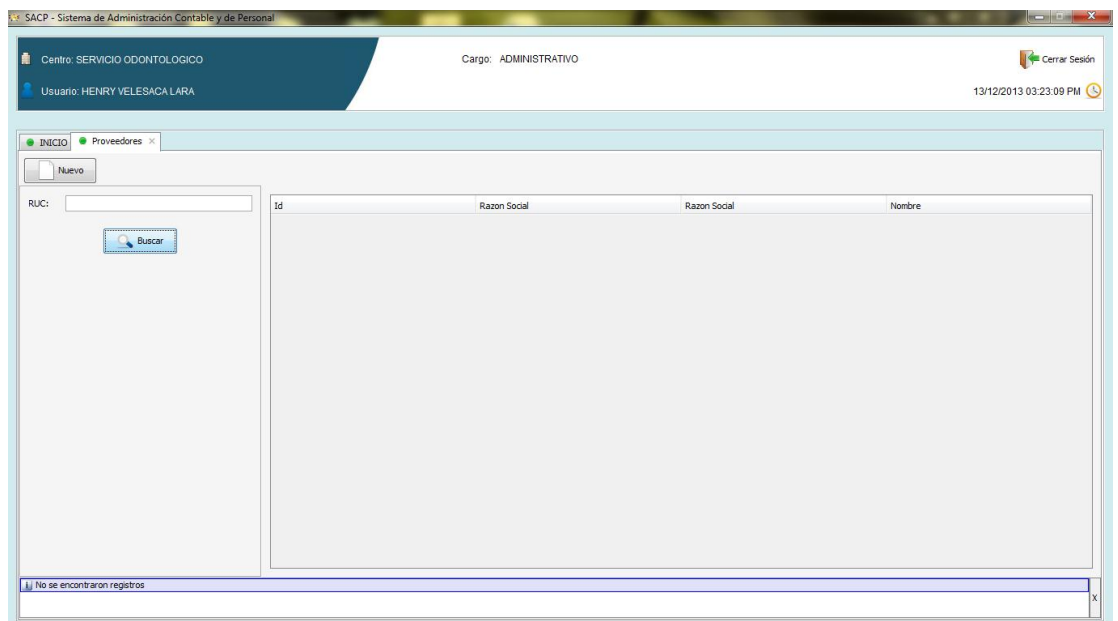 SACP - Sistema de Administración Contable y de Personal
Centro: SERVICIO ODONTOLOGICO
Cargo: ADMINISTRATIVO
Cerrar Sesión
Usuario: HENRY VELESACA LARA
13/12/2013 03:23:09 PM
INICIO
Proveedores
Nuevo
RUC:
Buscar
Id Razon Social Razon Social Nombre
No se encontraron registros
X